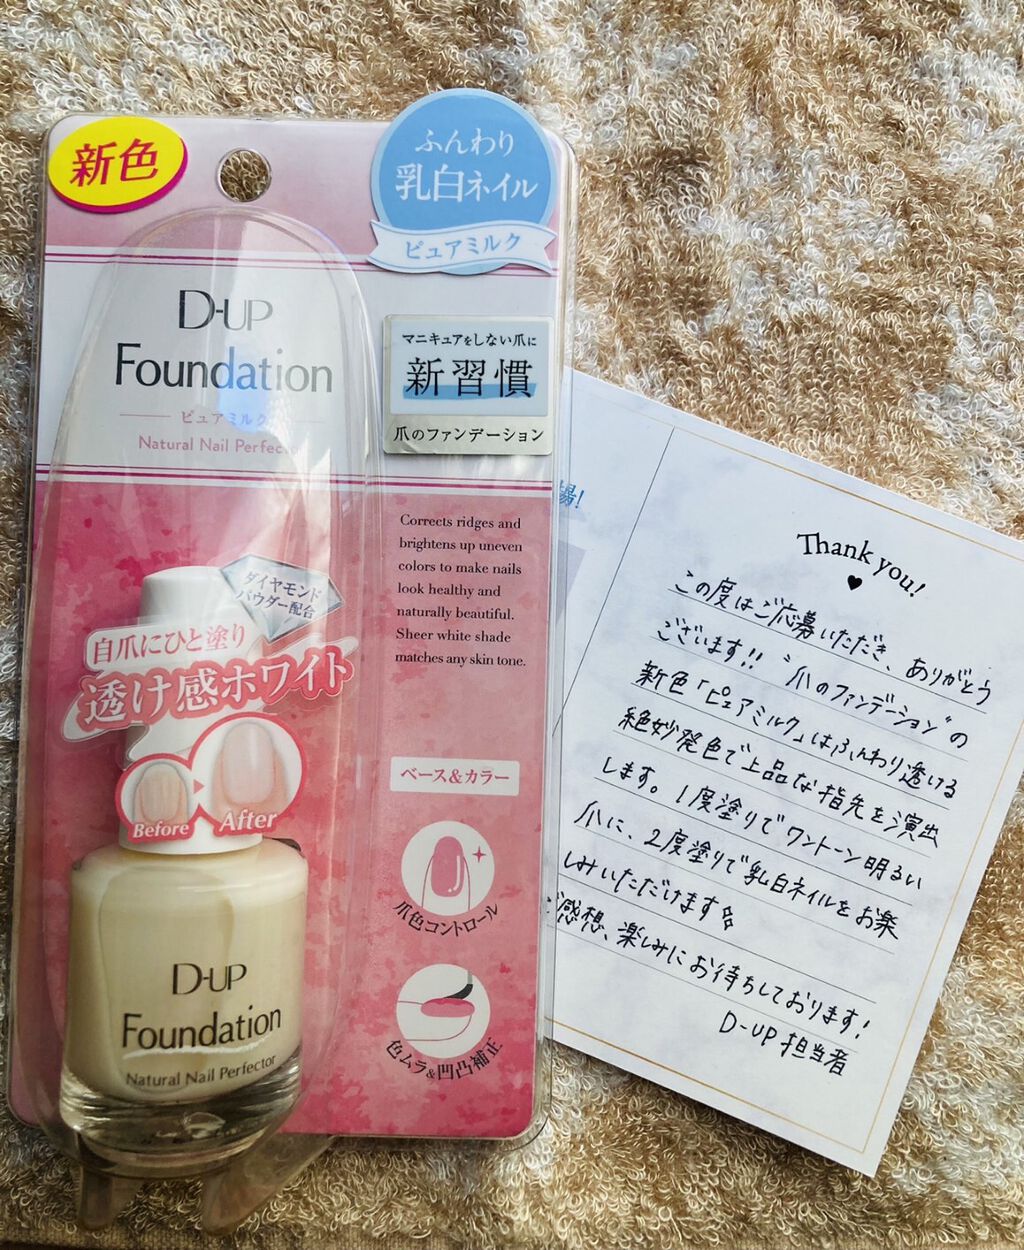 新色
ふんわり
乳白ネイル
ピュアミルク
D-UP
Foundation
ピュアミルク
Natural Nail Perfector
マニキュアをしない爪に
新習慣
爪のファンデーション
Corrects ridges and
brightens up uneven
colors to make nails
look healthy and
naturally beautiful.
Sheer white shade
matches any skin tone.
ダイヤモンド
パウダー配合
自爪にひと塗り
透け感ホワイト
Before
After
ベース&カラー
爪色コントロール
色ムラ&凹凸補正
D-UP
Foundation
Natural Nail Perfector
場!
Thank you!
この度はご応募いただき、ありがとう
ございます!! "爪のファンデーション"の
新色「ピュアミルク」はふんわり透ける
絶妙発色で上品な指先を演出
します。1度塗りでワントーン明るい
爪に、2度塗りで乳白ネイルをお楽
しみいただけます
感想、楽しみにお待ちしております!
D-UP担当者